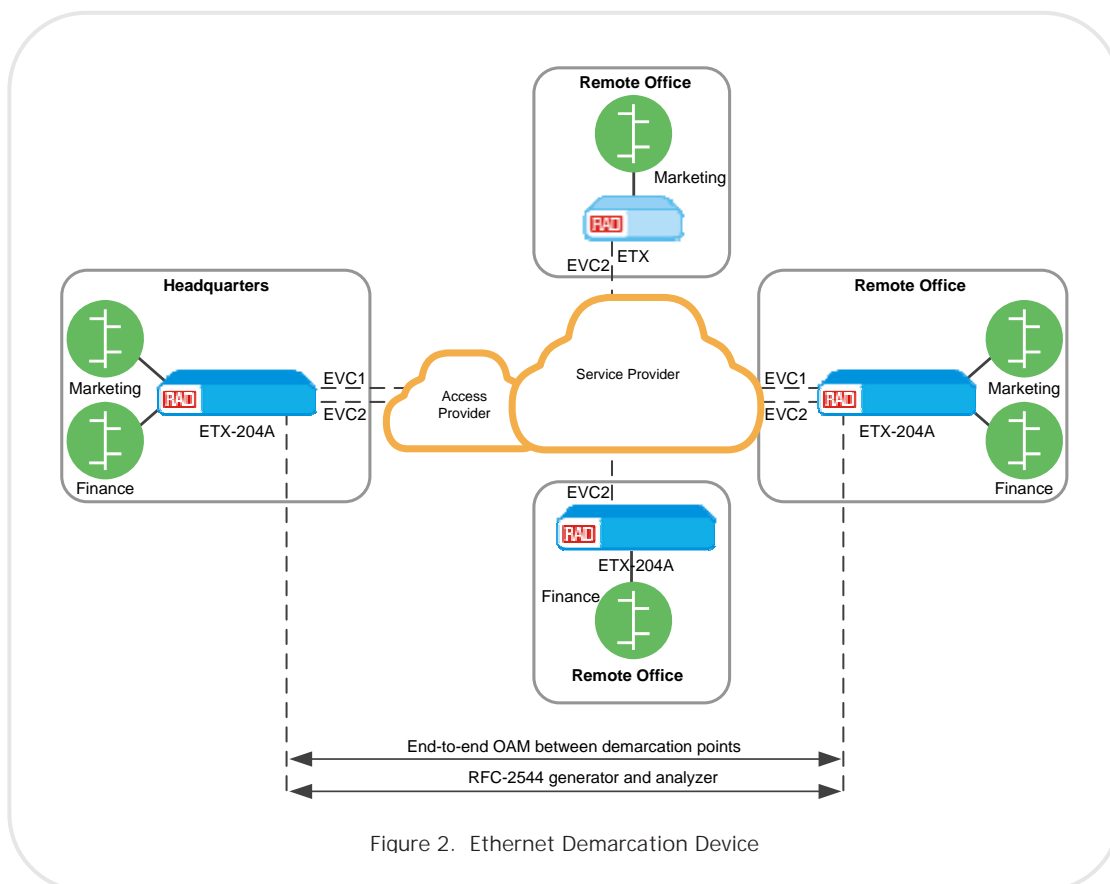 Remote Office
Marketing
RAD
ETX
EVC2
Headquarters
Marketing
RAD
EVC1
EVC2
ETX-204A
Finance
Access
Provider
Service Provider
Remote Office
EVC1
EVC2
RAD
Marketing
ETX-204A
Finance
EVC2
RAD
ETX-204A
Finance
Remote Office
End-to-end OAM between demarcation points
RFC-2544 generator and analyzer
Figure 2. Ethernet Demarcation Device